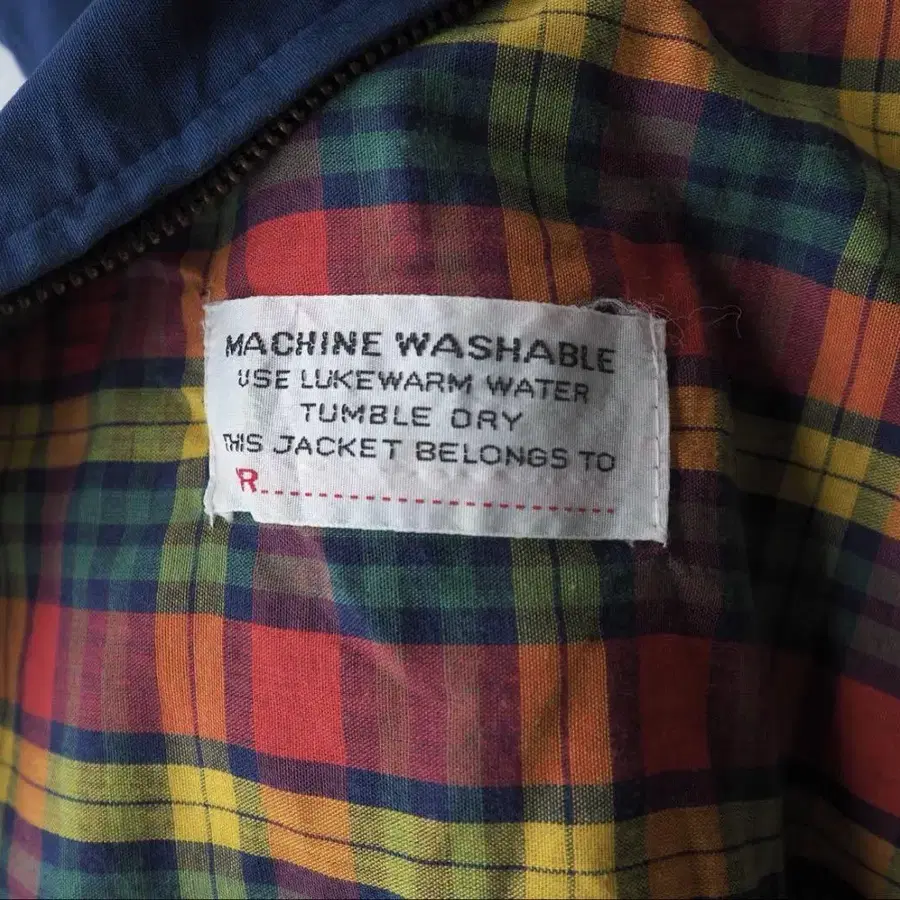 MACHINE WASHABLE
USE LUKEWARM WATER
TUMBLE DRY
THIS JACKET BELONGS TO
R